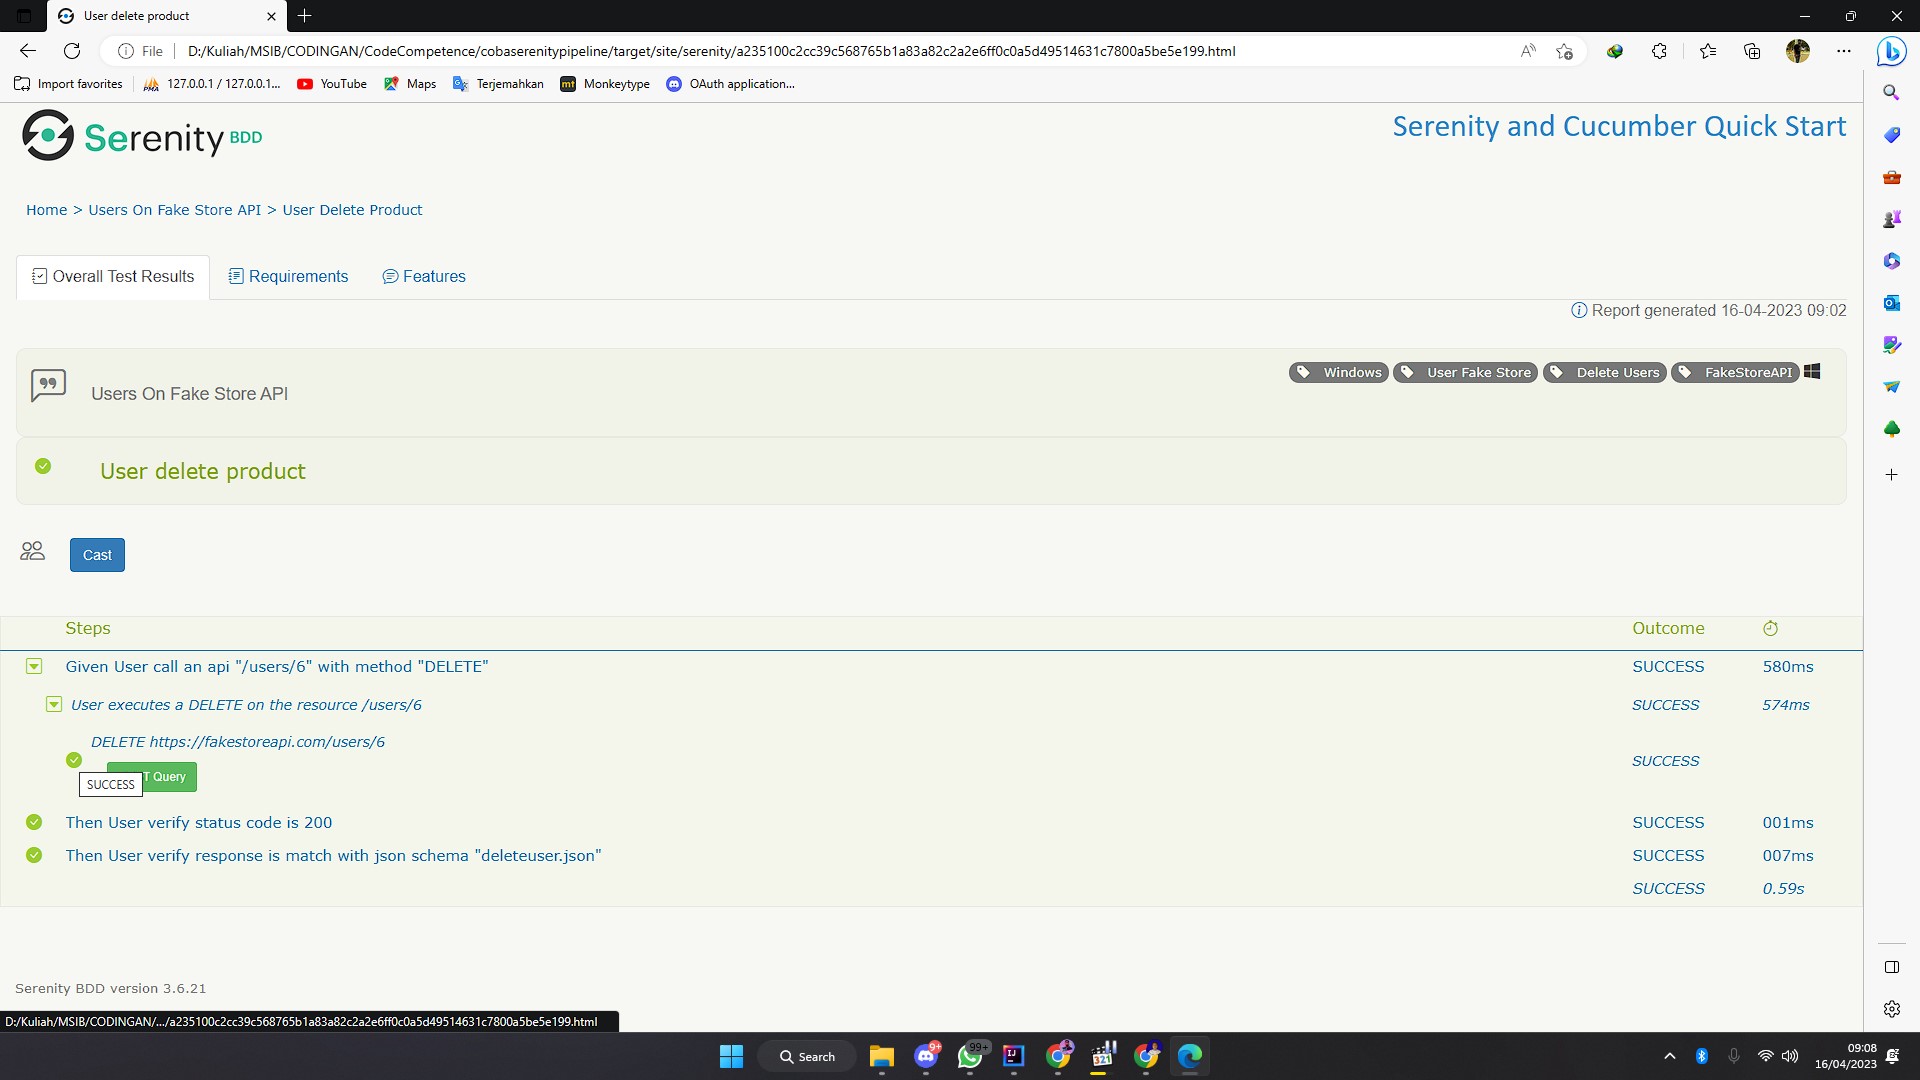 User delete product
File
D:/Kuliah/MSIB/CODINGAN/CodeCompetence/cobaserenitypipeline/target/site/serenity/a235100c2cc39c568765b1a83a82c2a2e6ff0c0a5d49514631c7800a5be5e199.html
Import favorites
127.0.0.1 / 127.0.0.1...
YouTube
Maps
Terjemahkan
mt Monkeytype
OAuth application...
Serenity BDD
Serenity and Cucumber Quick Start
Home > Users On Fake Store API > User Delete Product
Overall Test Results
Requirements
Features
Report generated 16-04-2023 09:02
Users On Fake Store API
Windows
User Fake Store
Delete Users
FakeStoreAPI
User delete product
Cast
Steps Outcome
Given User call an api "/users/6" with method "DELETE" SUCCESS 580ms
User executes a DELETE on the resource /users/6 SUCCESS 574ms
DELETE https://fakestoreapi.com/users/6
SUCCESS
T Query
SUCCESS
Then User verify status code is 200 SUCCESS 001ms
Then User verify response is match with json schema "deleteuser.json" SUCCESS 007ms
SUCCESS 0.59s
Serenity BDD version 3.6.21
D:/Kuliah/MSIB/CODINGAN/.../a235100c2cc39c568765b1a83a82c2a2e6ff0c0a5d49514631c7800a5be5e199.html
Search
9+
99+
IJ
321
09:08
16/04/2023